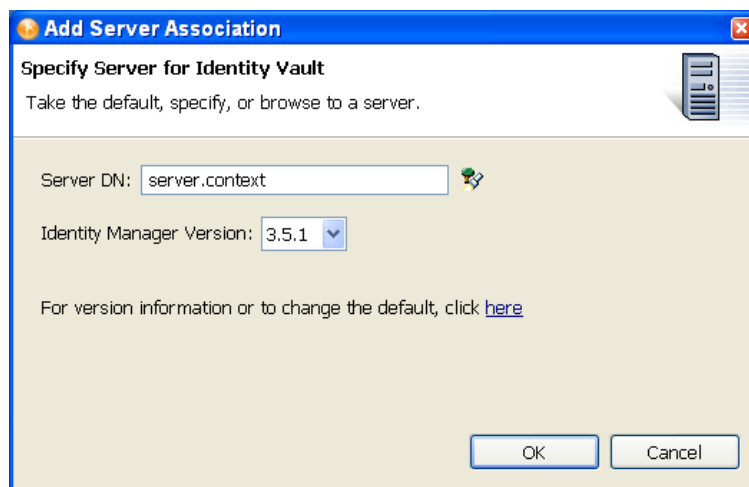 Add Server Association
Specify Server for Identity Vault
Take the default, specify, or browse to a server.
Server DN: server.context
Identity Manager Version: 3.5.1
For version information or to change the default, click here
OK Cancel